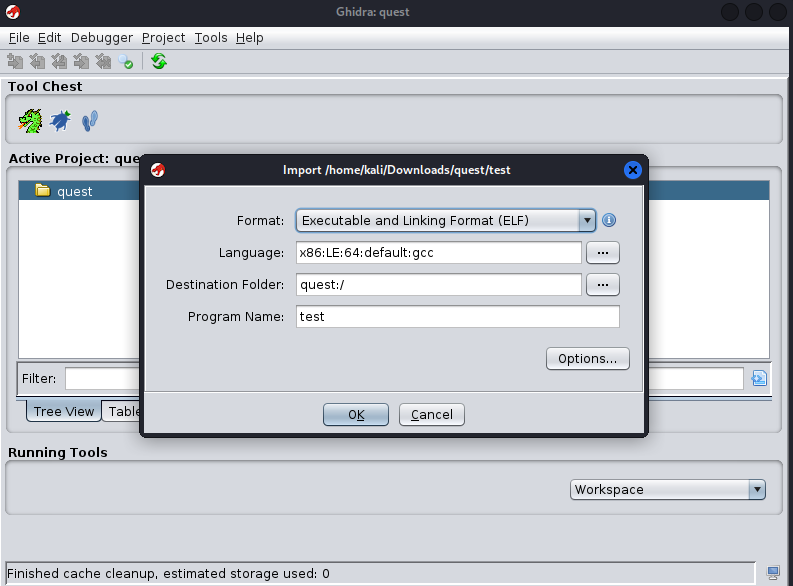 Ghidra: quest
File Edit Debugger Project Tools Help
Tool Chest
Active Project: que
quest
Import /home/kali/Downloads/quest/test
Format: Executable and Linking Format (ELF)
Language: x86:LE:64:default:gcc ...
Destination Folder: quest:/ ...
Program Name: test
Options...
OK Cancel
Filter:
Tree View Table
Running Tools
Workspace
Finished cache cleanup, estimated storage used: 0